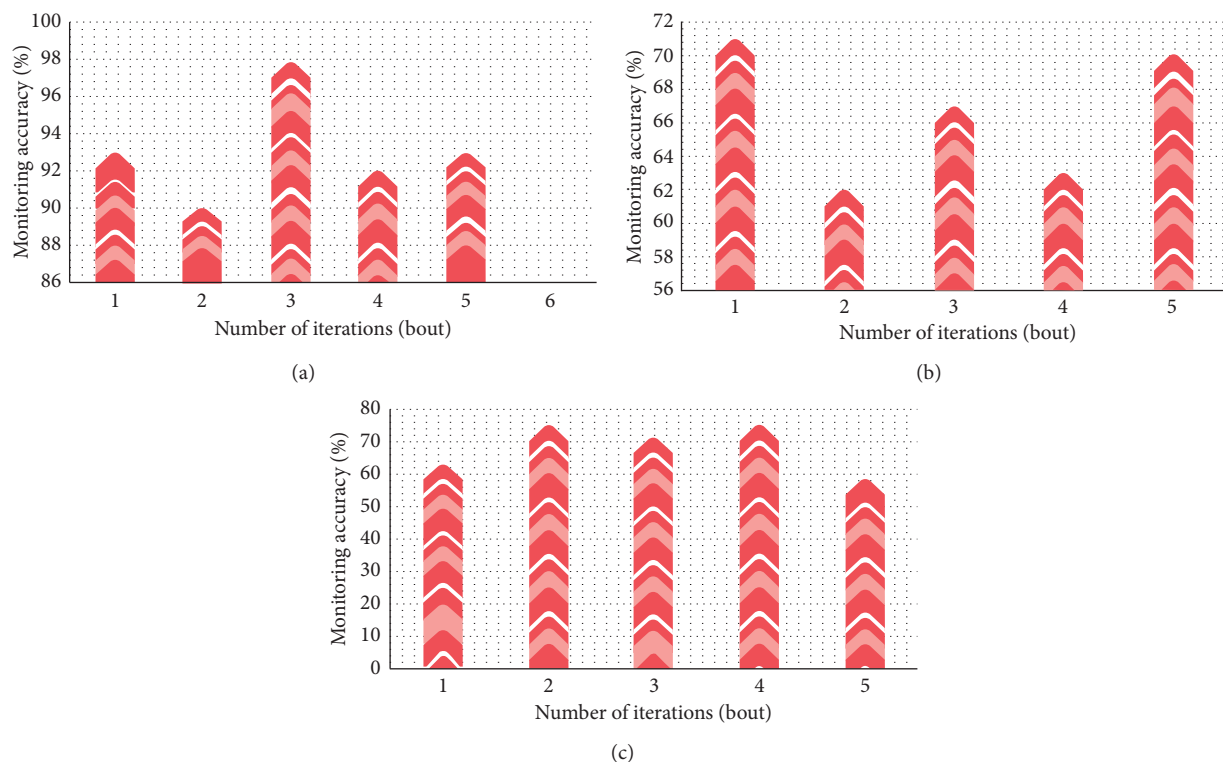 Monitoring accuracy (%)
100
98
96
94
92
90
88
86
1 2 3 4 5 6
Number of iterations (bout)
(a)
Monitoring accuracy (%)
72
70
68
66
64
62
60
58
56
1 2 3 4 5
Number of iterations (bout)
(b)
Monitoring accuracy (%)
80
70
60
50
40
30
20
10
0
1 2 3 4 5
Number of iterations (bout)
(c)